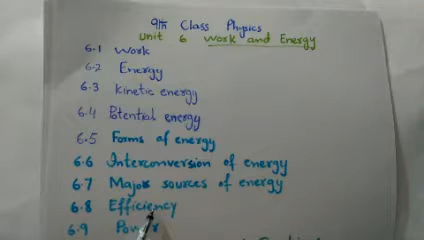 9th Class Physics
Unit 6 Work and Energy
6.1 Work
6.2 Energy
6.3 Kinetic energy
6.4 Potential energy
6.5 Forms of energy
6.6 Interconversion of energy
6.7 Major sources of energy
6.8 Efficiency
6.9 Power